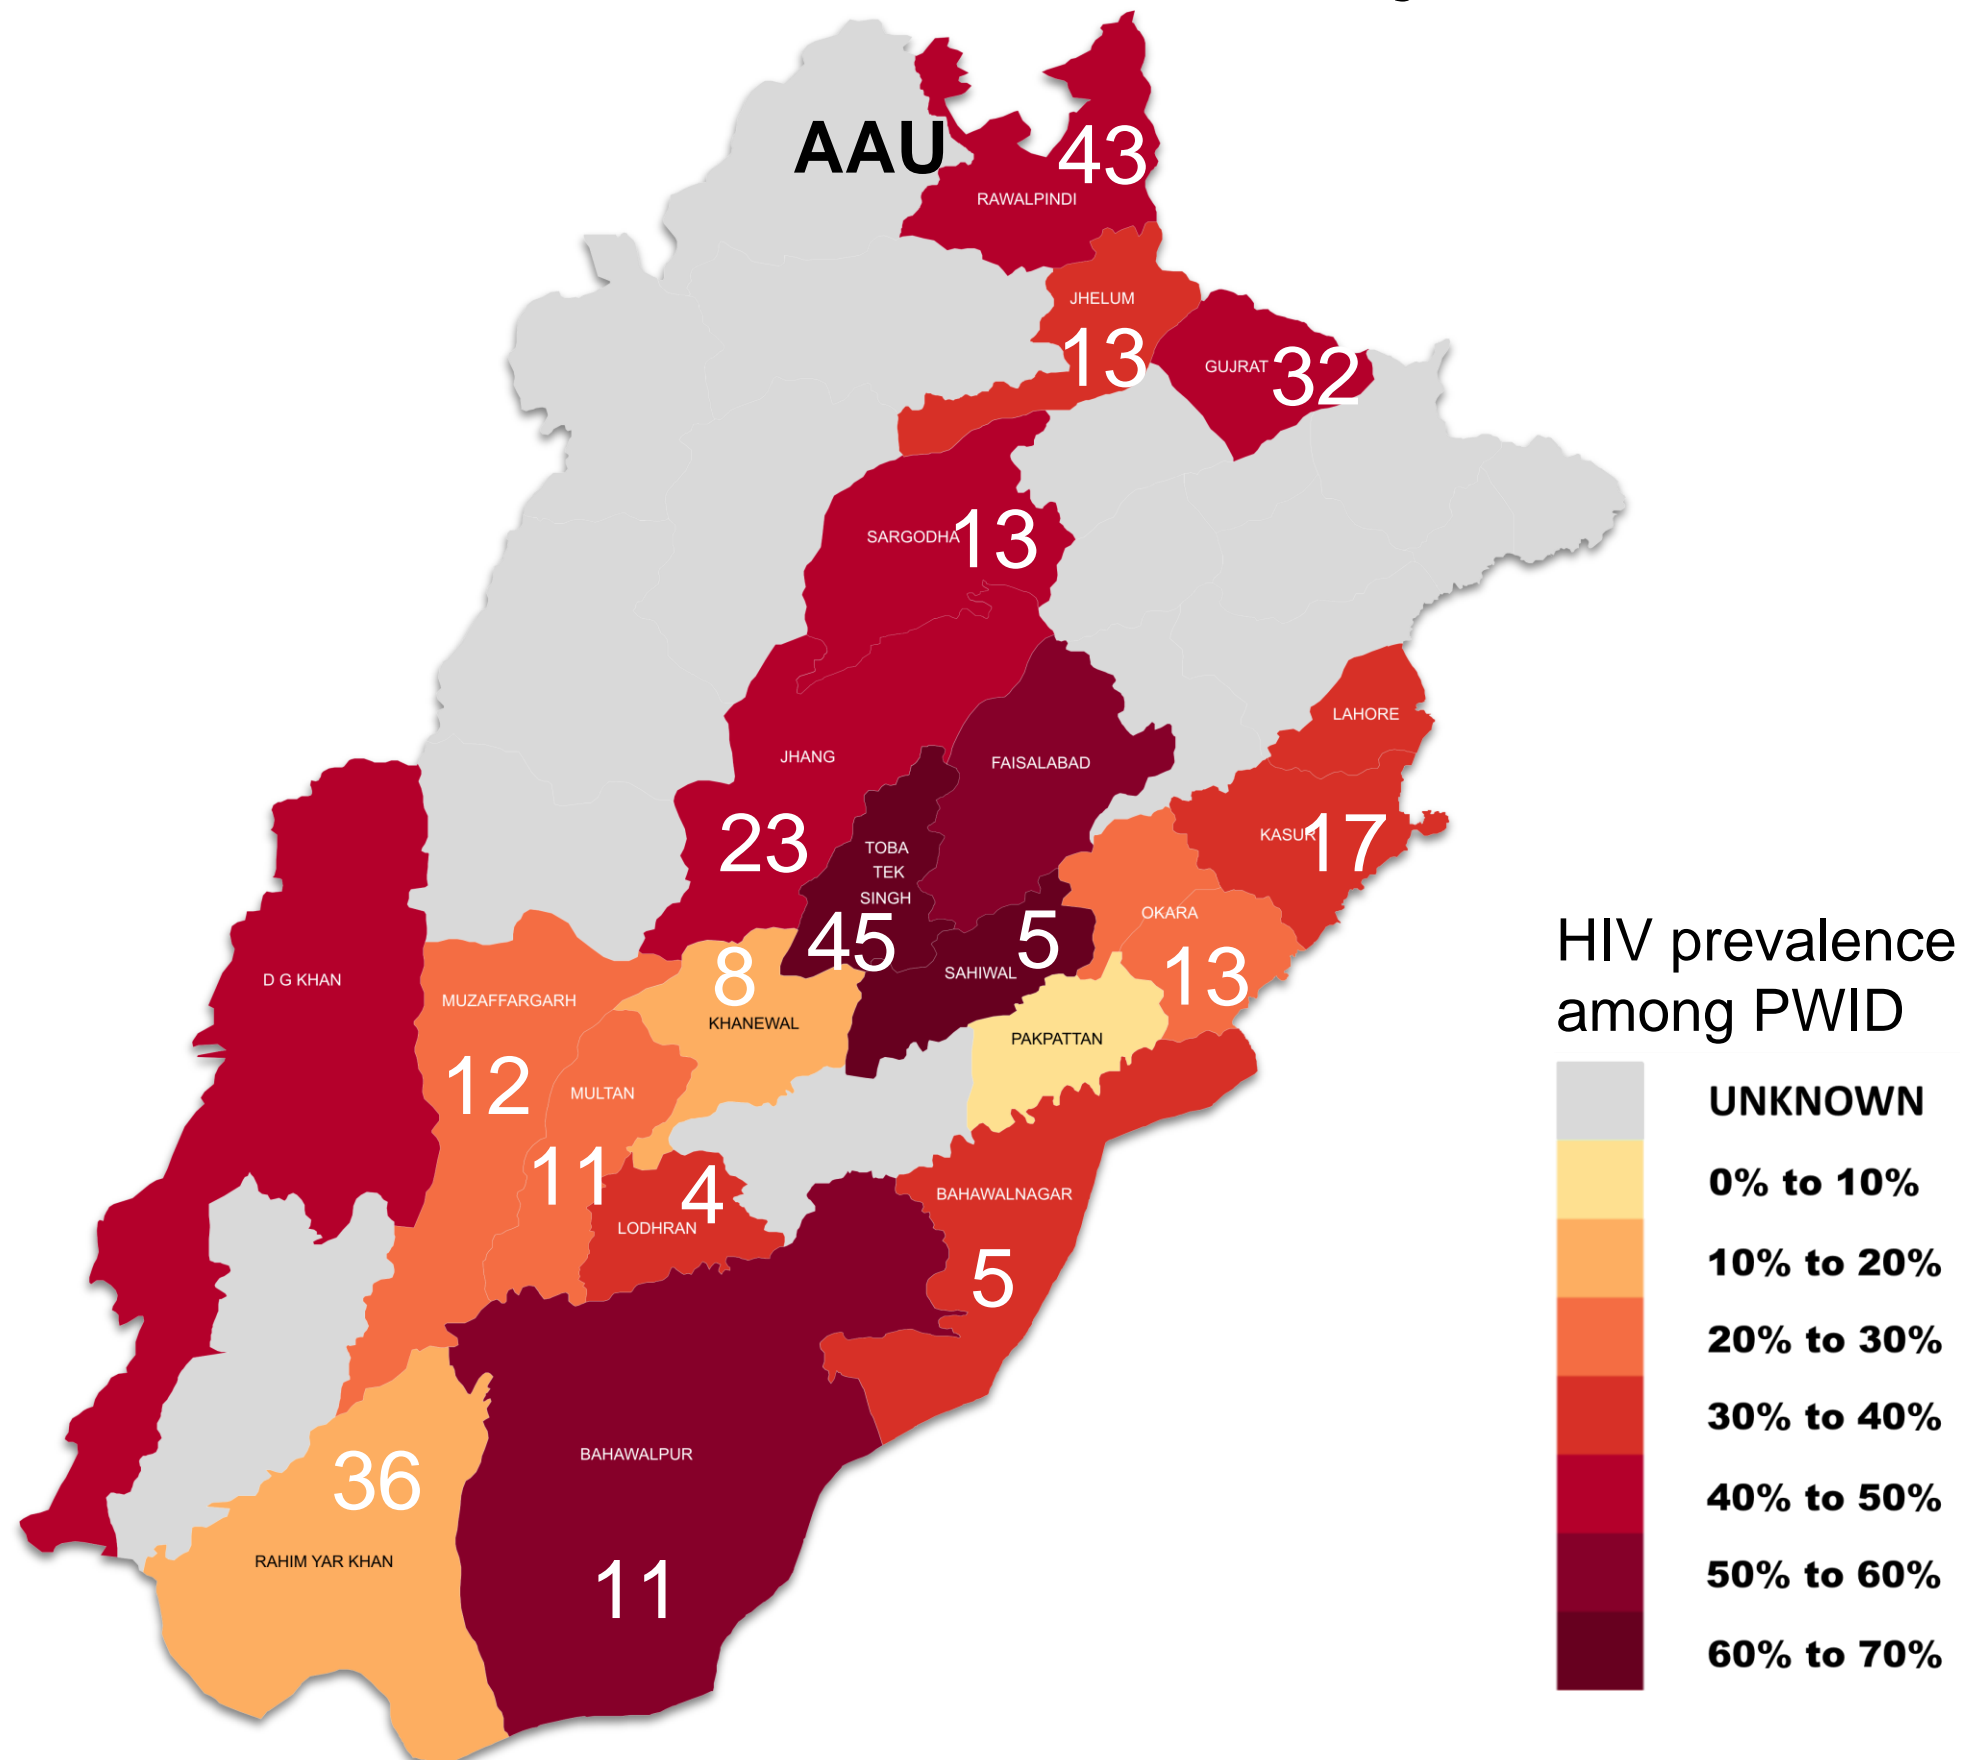 AAU
43
RAWALPINDI
JHELUM
13
GUJRAT
32
SARGODHA
13
LAHORE
JHANG
FAISALABAD
23
TOBA
TEK
SINGH
45
KASUR
17
OKARA
13
5
SAHIWAL
8
KHANEWAL
D G KHAN
MUZAFFARGARH
12
PAKPATTAN
MULTAN
11
4
LODHRAN
BAHAWALNAGAR
5
36
RAHIM YAR KHAN
BAHAWALPUR
11
HIV prevalence
among PWID
UNKNOWN
0% to 10%
10% to 20%
20% to 30%
30% to 40%
40% to 50%
50% to 60%
60% to 70%